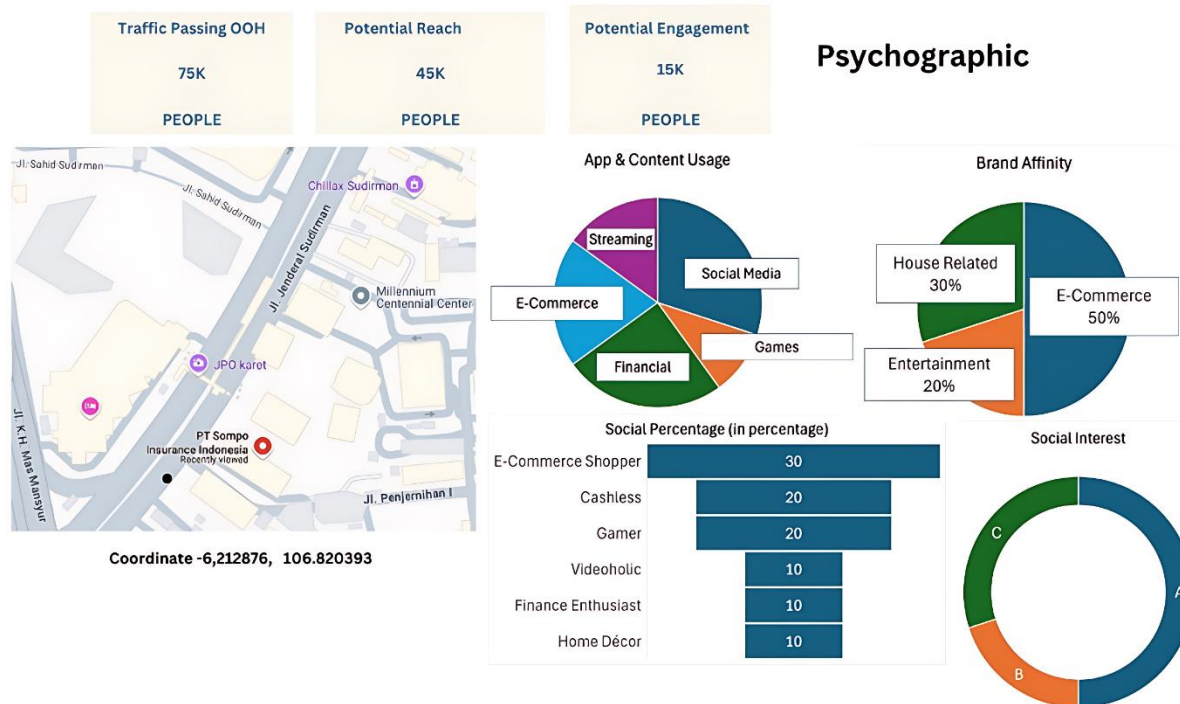 Traffic Passing OOH
75K
PEOPLE
Potential Reach
45K
PEOPLE
Potential Engagement
15K
PEOPLE
Psychographic
Jl. Sahid Sudirman
Jl. Sahid Sudirman
Chillax Sudirman
Jl. Jenderal Sudirman
Millennium
Centennial Center
JPO karet
PT Sompo
Insurance Indonesia
Recently viewed
Jl. K.H. Mas Mansyur
Jl. Penjernihan I
Coordinate -6,212876, 106.820393
App & Content Usage
Streaming
Social Media
E-Commerce
Games
Financial
Brand Affinity
House Related
30%
E-Commerce
50%
Entertainment
20%
Social Percentage (in percentage)
E-Commerce Shopper 30
Cashless 20
Gamer 20
Videoholic 10
Finance Enthusiast 10
Home Décor 10
Social Interest
C
A
B